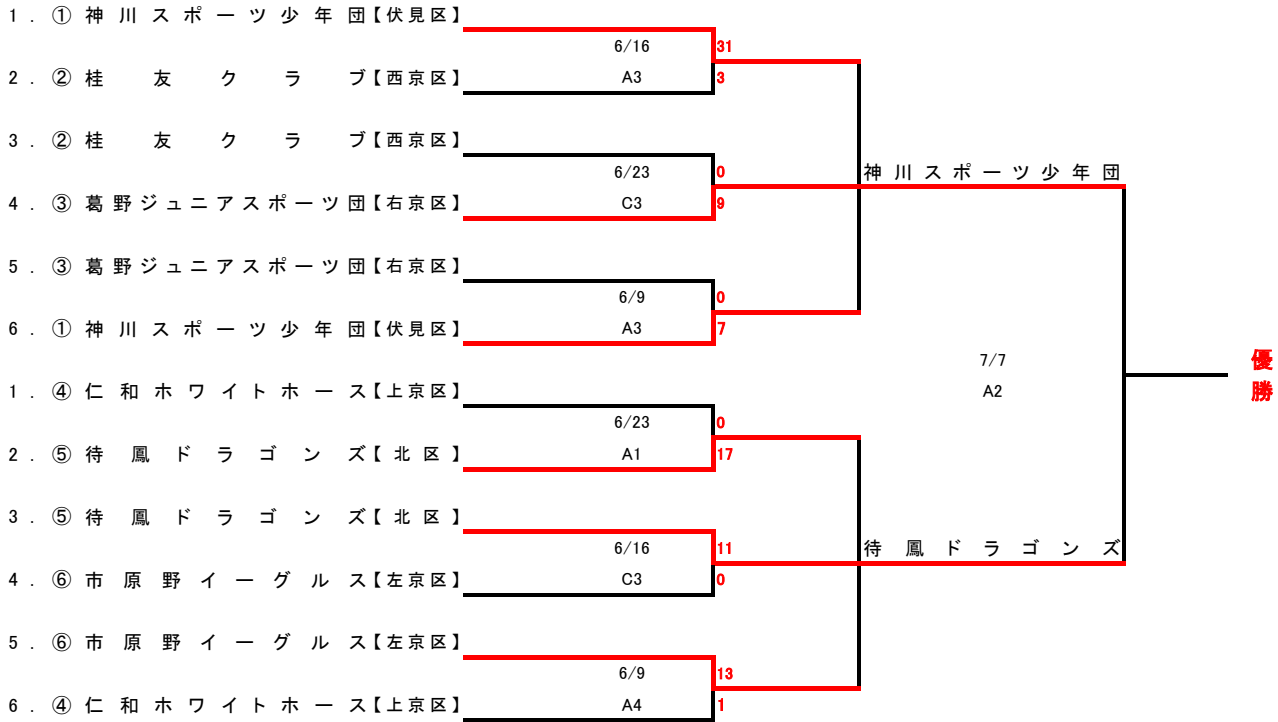 1．① 神川スポーツ少年団【伏見区】
6/16 31
2．② 桂友クラブ【西京区】 A3 3
3．② 桂友クラブ【西京区】
6/23 0 神川スポーツ少年団
4．③ 葛野ジュニアスポーツ団【右京区】 C3 9
5．③ 葛野ジュニアスポーツ団【右京区】
6/9 0
6．① 神川スポーツ少年団【伏見区】 A3 7
7/7 優
1．④ 仁和ホワイトホース【上京区】 A2 勝
6/23 0
2．⑤ 待鳳ドラゴンズ【北区】 A1 17
3．⑤ 待鳳ドラゴンズ【北区】
6/16 11 待鳳ドラゴンズ
4．⑥ 市原野イーグルス【左京区】 C3 0
5．⑥ 市原野イーグルス【左京区】
6/9 13
6．④ 仁和ホワイトホース【上京区】 A4 1